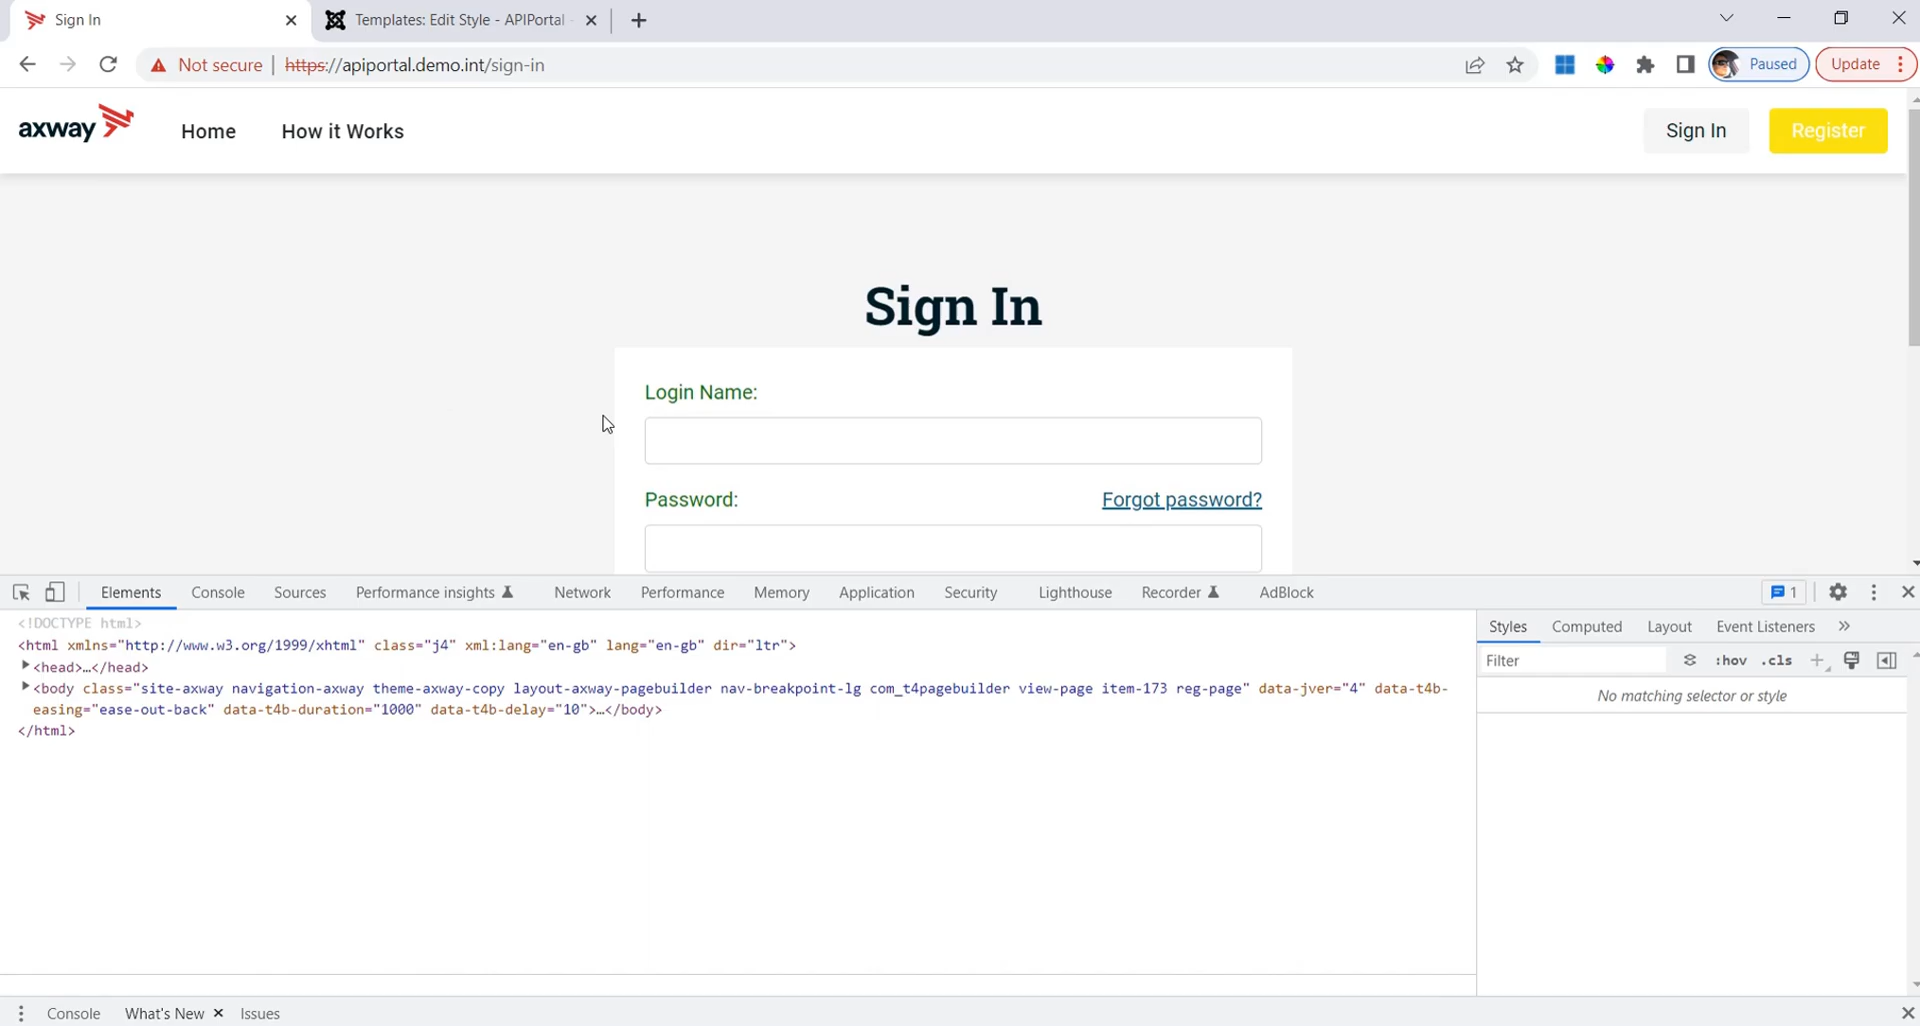 Sign In
Templates: Edit Style - APIPortal -
Not secure
https://apiportal.demo.int/sign-in
Paused
Update
axway
Home
How it Works
Sign In
Register
Sign In
Login Name:
Password:
Forgot password?
Elements
Console
Sources
Performance insights
Network
Performance
Memory
Application
Security
Lighthouse
Recorder
AdBlock
1
<!DOCTYPE html>
<html xmlns="http://www.w3.org/1999/xhtml" class="j4" xml:lang="en-gb" lang="en-gb" dir="ltr">
<head>…</head>
<body class="site-axway navigation-axway theme-axway-copy layout-axway-pagebuilder nav-breakpoint-lg com_t4pagebuilder view-page item-173 reg-page" data-jver="4" data-t4b-
easing="ease-out-back" data-t4b-duration="1000" data-t4b-delay="10">…</body>
</html>
Styles
Computed
Layout
Event Listeners
Filter
:hov
.cls
No matching selector or style
Console
What's New
Issues